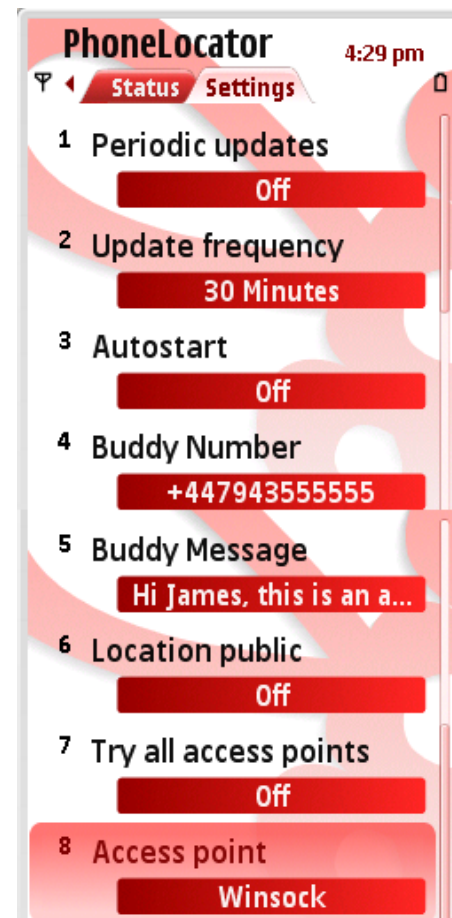 PhoneLocator 4:29 pm
Status Settings
1 Periodic updates
Off
2 Update frequency
30 Minutes
3 Autostart
Off
4 Buddy Number
+447943555555
5 Buddy Message
Hi James, this is an a...
6 Location public
Off
7 Try all access points
Off
8 Access point
Winsock